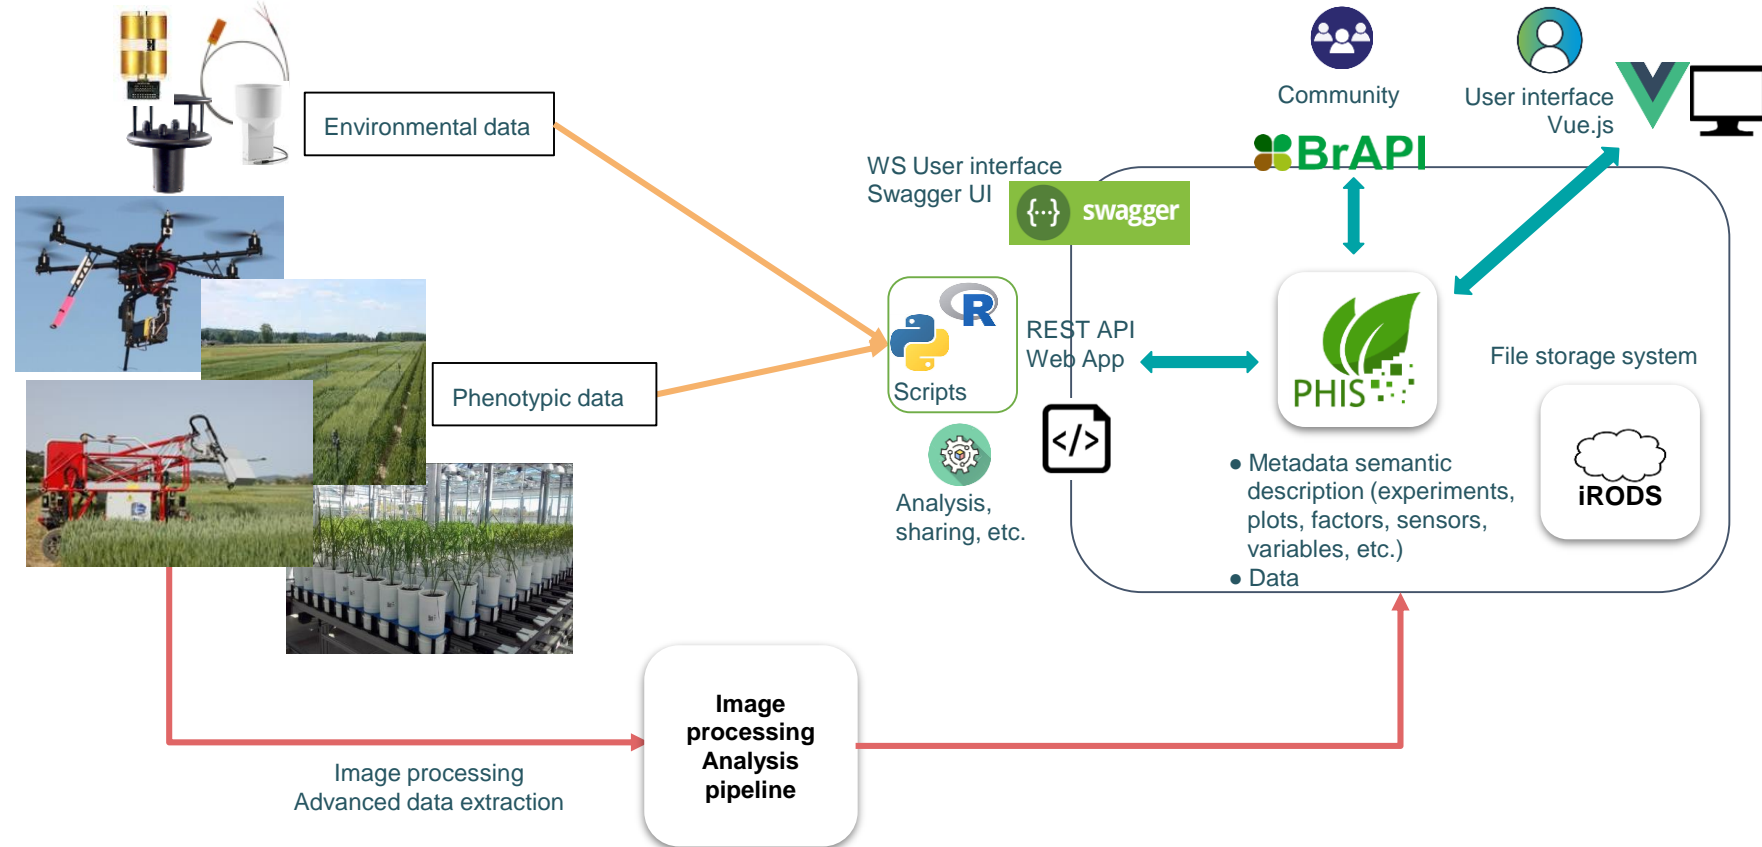 Environmental data
Phenotypic data
Image processing
Advanced data extraction
Image
processing
Analysis
pipeline
WS User interface
Swagger UI
{···} swagger
R
Scripts
Analysis,
sharing, etc.
REST API
Web App
</>
Community
BrAPI
User interface
Vue.js
PHIS
● Metadata semantic
description (experiments,
plots, factors, sensors,
variables, etc.)
● Data
File storage system
iRODS